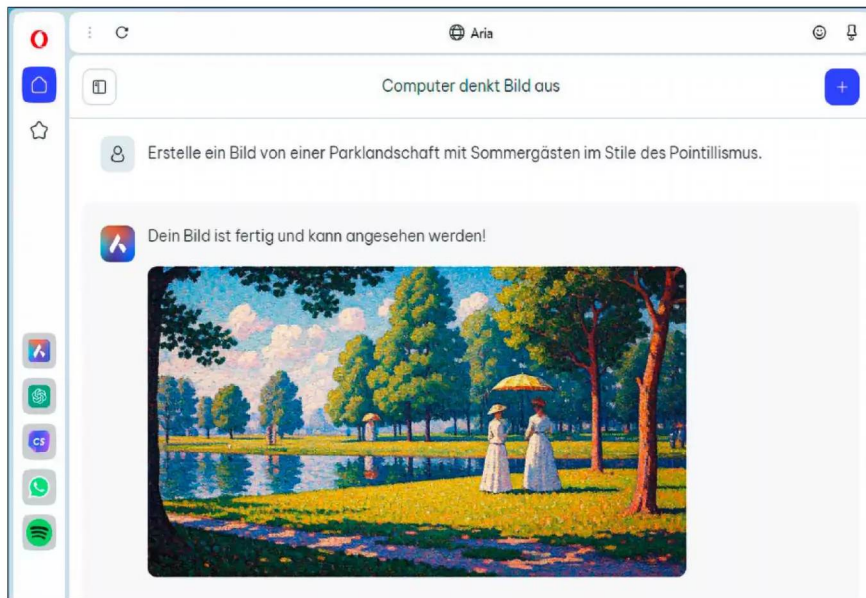 Aria
Computer denkt Bild aus
Erstelle ein Bild von einer Parklandschaft mit Sommergästen im Stile des Pointillismus.
Dein Bild ist fertig und kann angesehen werden!
CS